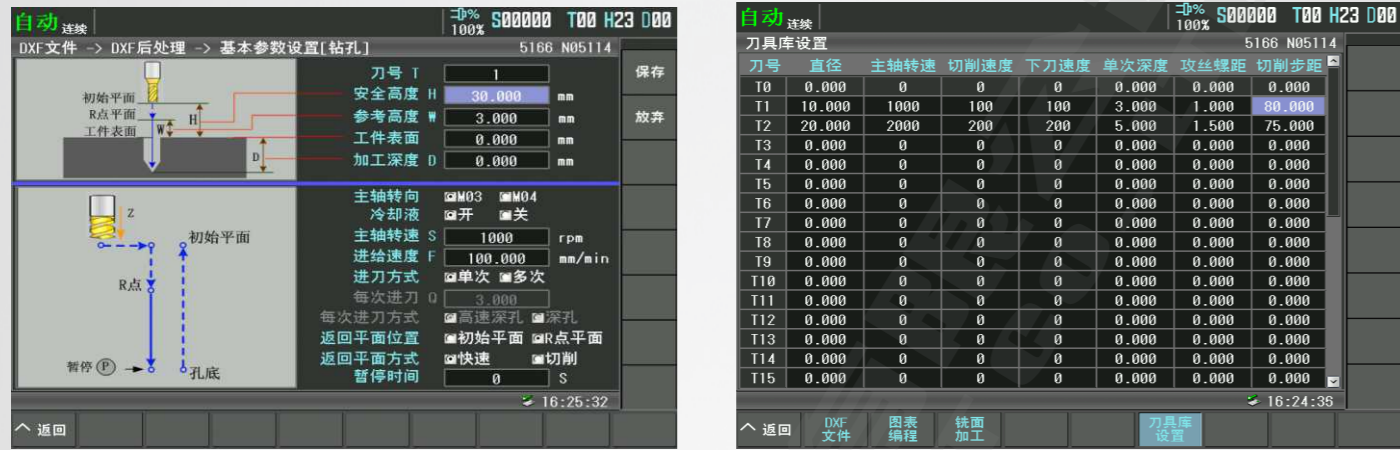 自动 连续 100% S00000 T00 H23 D00
DXF文件 -> DXF后处理 -> 基本参数设置[钻孔] 5166 N05114
初始平面
R点平面
工件表面
H
W
D
刀号 T 1
安全高度 H 30.000 mm
参考高度 W 3.000 mm
工件表面 0.000 mm
加工深度 D 0.000 mm
保存
放弃
Z
初始平面
R点
暂停 P
孔底
主轴转向 M03 M04
冷却液 开 关
主轴转速 S 1000 rpm
进给速度 F 100.000 mm/min
进刀方式 单次 多次
每次进刀 Q 3.000
每次进刀方式 高速深孔 深孔
返回平面位置 初始平面 R点平面
返回平面方式 快速 切削
暂停时间 0 S
16:25:32
返回
自动 连续 100% S00000 T00 H23 D00
刀具库设置 5166 N05114
刀号 直径 主轴转速 切削速度 下刀速度 单次深度 攻丝螺距 切削步距
T0 0.000 0 0 0 0.000 0.000 0.000
T1 10.000 1000 100 100 3.000 1.000 80.000
T2 20.000 2000 200 200 5.000 1.500 75.000
T3 0.000 0 0 0 0.000 0.000 0.000
T4 0.000 0 0 0 0.000 0.000 0.000
T5 0.000 0 0 0 0.000 0.000 0.000
T6 0.000 0 0 0 0.000 0.000 0.000
T7 0.000 0 0 0 0.000 0.000 0.000
T8 0.000 0 0 0 0.000 0.000 0.000
T9 0.000 0 0 0 0.000 0.000 0.000
T10 0.000 0 0 0 0.000 0.000 0.000
T11 0.000 0 0 0 0.000 0.000 0.000
T12 0.000 0 0 0 0.000 0.000 0.000
T13 0.000 0 0 0 0.000 0.000 0.000
T14 0.000 0 0 0 0.000 0.000 0.000
T15 0.000 0 0 0 0.000 0.000 0.000
16:24:36
返回
DXF
文件
图表
编程
铣面
加工
刀具库
设置